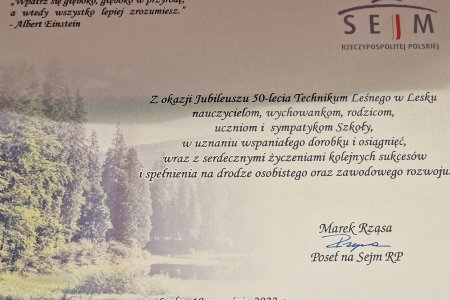 „Wpatrz się głęboko, głęboko w przyrodę,
a wtedy wszystko lepiej zrozumiesz."
- Albert Einstein
SEJM
RZECZYPOSPOLITEJ POLSKIEJ
Z okazji Jubileuszu 50-lecia Technikum Leśnego w Lesku
nauczycielom, wychowankom, rodzicom,
uczniom i sympatykom Szkoły,
w uznaniu wspaniałego dorobku i osiągnięć,
wraz z serdecznymi życzeniami kolejnych sukcesów
i spełnienia na drodze osobistego oraz zawodowego rozwoju.
Marek Rząsa
Poseł na Sejm RP